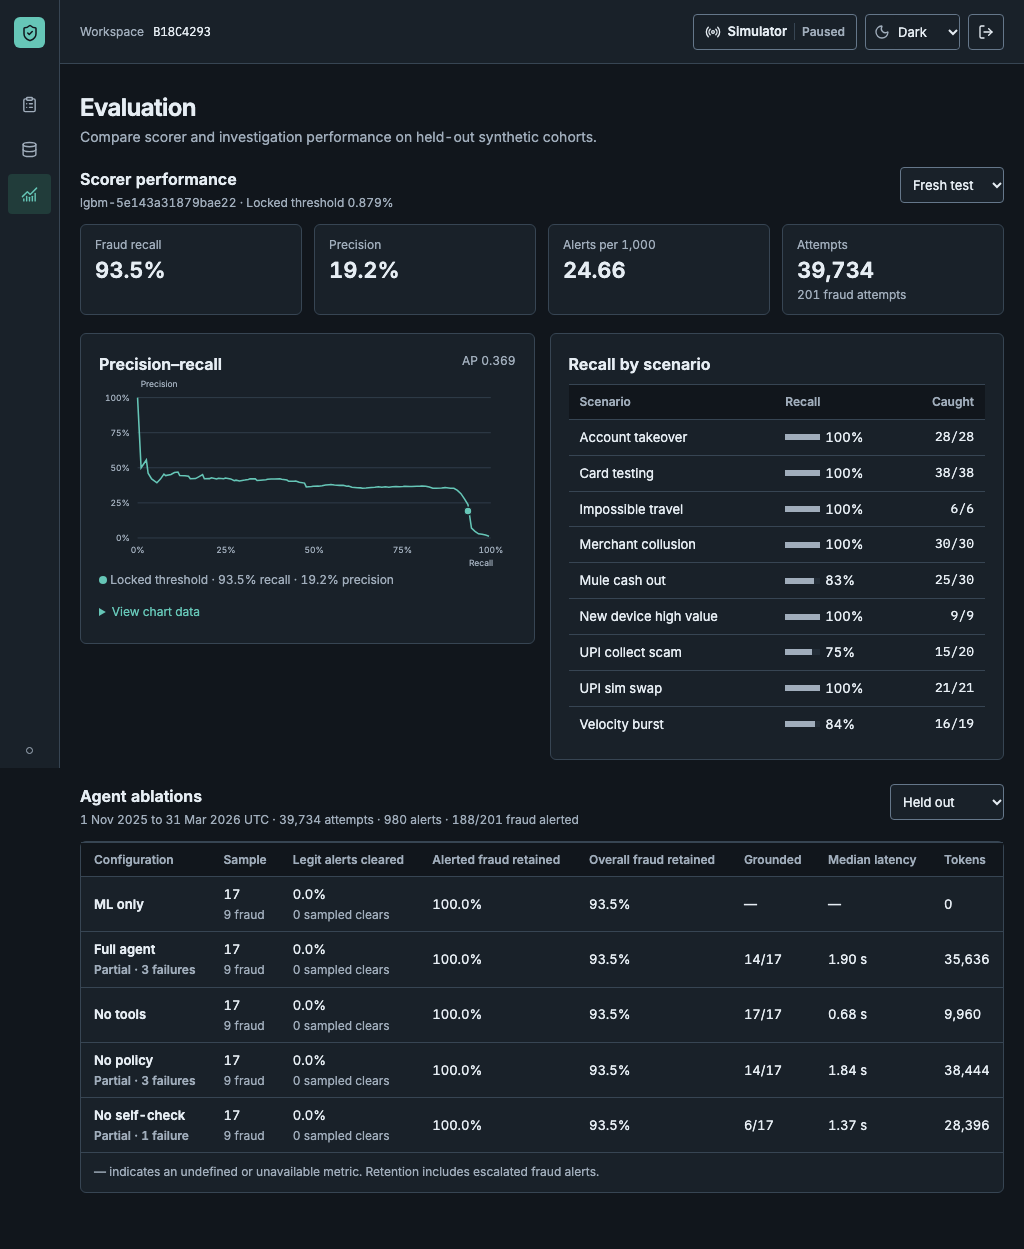 Workspace B18C4293
Simulator Paused
Dark
Evaluation
Compare scorer and investigation performance on held-out synthetic cohorts.
Scorer performance
lgbm-5e143a31879bae22 · Locked threshold 0.879%
Fresh test
Fraud recall
93.5%
Precision
19.2%
Alerts per 1,000
24.66
Attempts
39,734
201 fraud attempts
Precision–recall
AP 0.369
Precision
100%
75%
50%
25%
0%
0% 25% 50% 75% 100%
Recall
Locked threshold · 93.5% recall · 19.2% precision
View chart data
Recall by scenario
Scenario Recall Caught
Account takeover 100% 28/28
Card testing 100% 38/38
Impossible travel 100% 6/6
Merchant collusion 100% 30/30
Mule cash out 83% 25/30
New device high value 100% 9/9
UPI collect scam 75% 15/20
UPI sim swap 100% 21/21
Velocity burst 84% 16/19
Agent ablations
1 Nov 2025 to 31 Mar 2026 UTC · 39,734 attempts · 980 alerts · 188/201 fraud alerted
Held out
Configuration Sample Legit alerts cleared Alerted fraud retained Overall fraud retained Grounded Median latency Tokens
ML only 17 0.0% 100.0% 93.5% — — 0
9 fraud 0 sampled clears
Full agent 17 0.0% 100.0% 93.5% 14/17 1.90 s 35,636
Partial · 3 failures 9 fraud 0 sampled clears
No tools 17 0.0% 100.0% 93.5% 17/17 0.68 s 9,960
9 fraud 0 sampled clears
No policy 17 0.0% 100.0% 93.5% 14/17 1.84 s 38,444
Partial · 3 failures 9 fraud 0 sampled clears
No self-check 17 0.0% 100.0% 93.5% 6/17 1.37 s 28,396
Partial · 1 failure 9 fraud 0 sampled clears
— indicates an undefined or unavailable metric. Retention includes escalated fraud alerts.